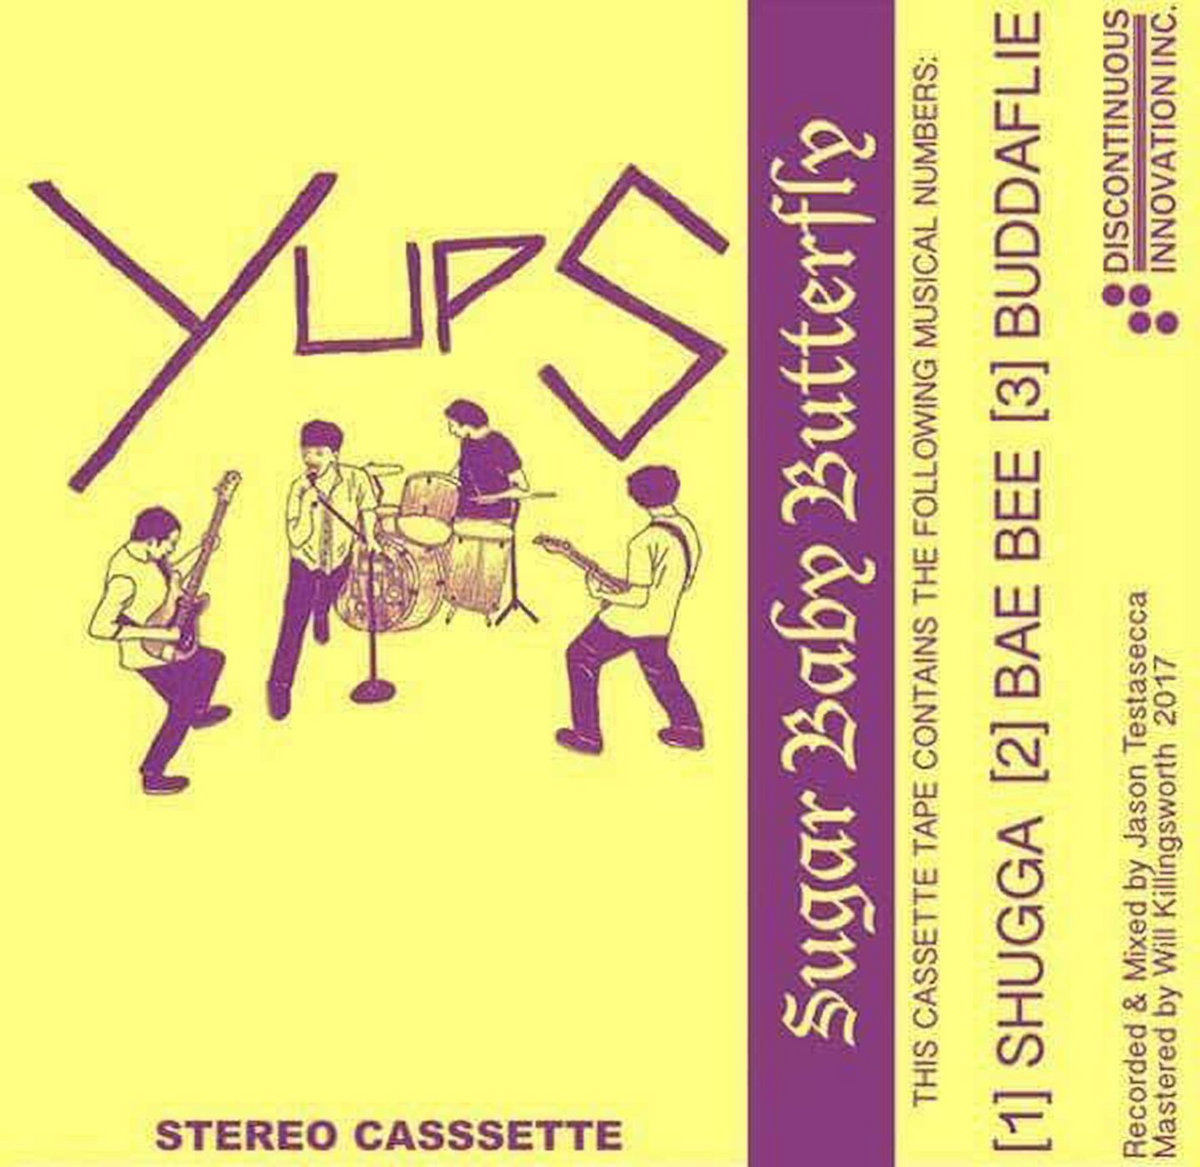 YUPS
STEREO CASSSETTE
Sugar Baby Butterfly
THIS CASSETTE TAPE CONTAINS THE FOLLOWING MUSICAL NUMBERS:
[1] SHUGGA [2] BAE BEE [3] BUDDAFLIE
Recorded & Mixed by Jason Testasecca
Mastered by Will Killingsworth 2017
DISCONTINUOUS
INNOVATION INC.